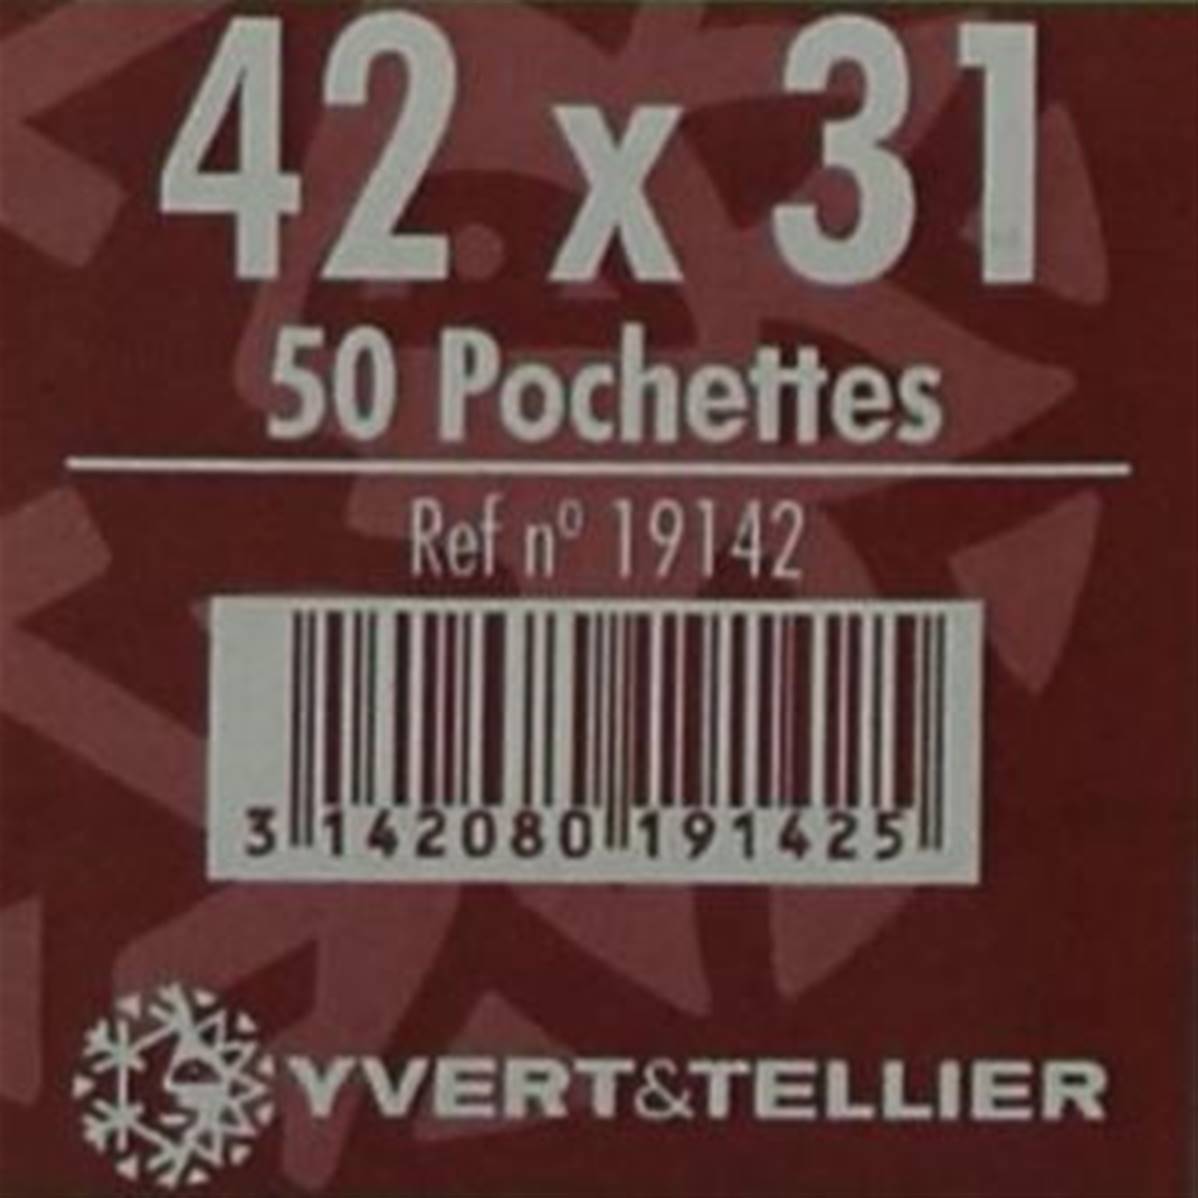 42 x 31
50 Pochettes
Ref nº 19142
3 142080 191425
YVERT&TELLIER